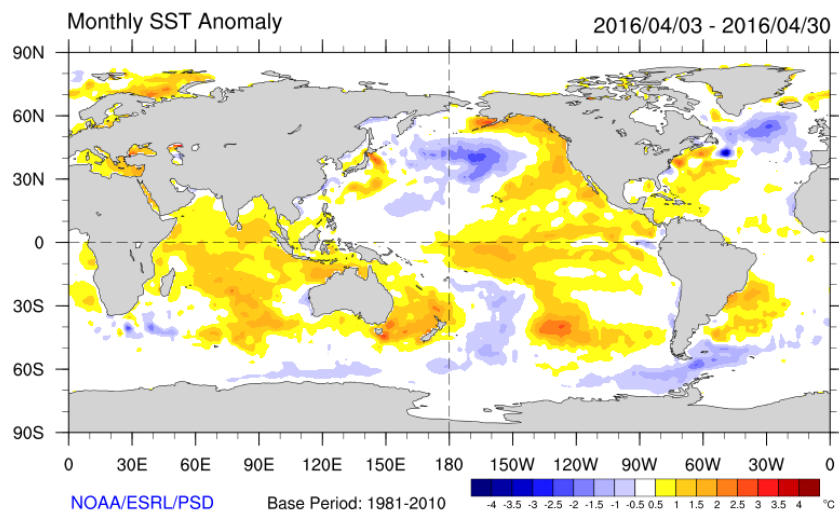 Monthly SST Anomaly 2016/04/03 - 2016/04/30
90N
60N
30N
0
30S
60S
90S
0 30E 60E 90E 120E 150E 180 150W 120W 90W 60W 30W 0
NOAA/ESRL/PSD Base Period: 1981-2010
-4 -3.5 -3 -2.5 -2 -1.5 -1 -0.5 0.5 1 1.5 2 2.5 3 3.5 4 °C